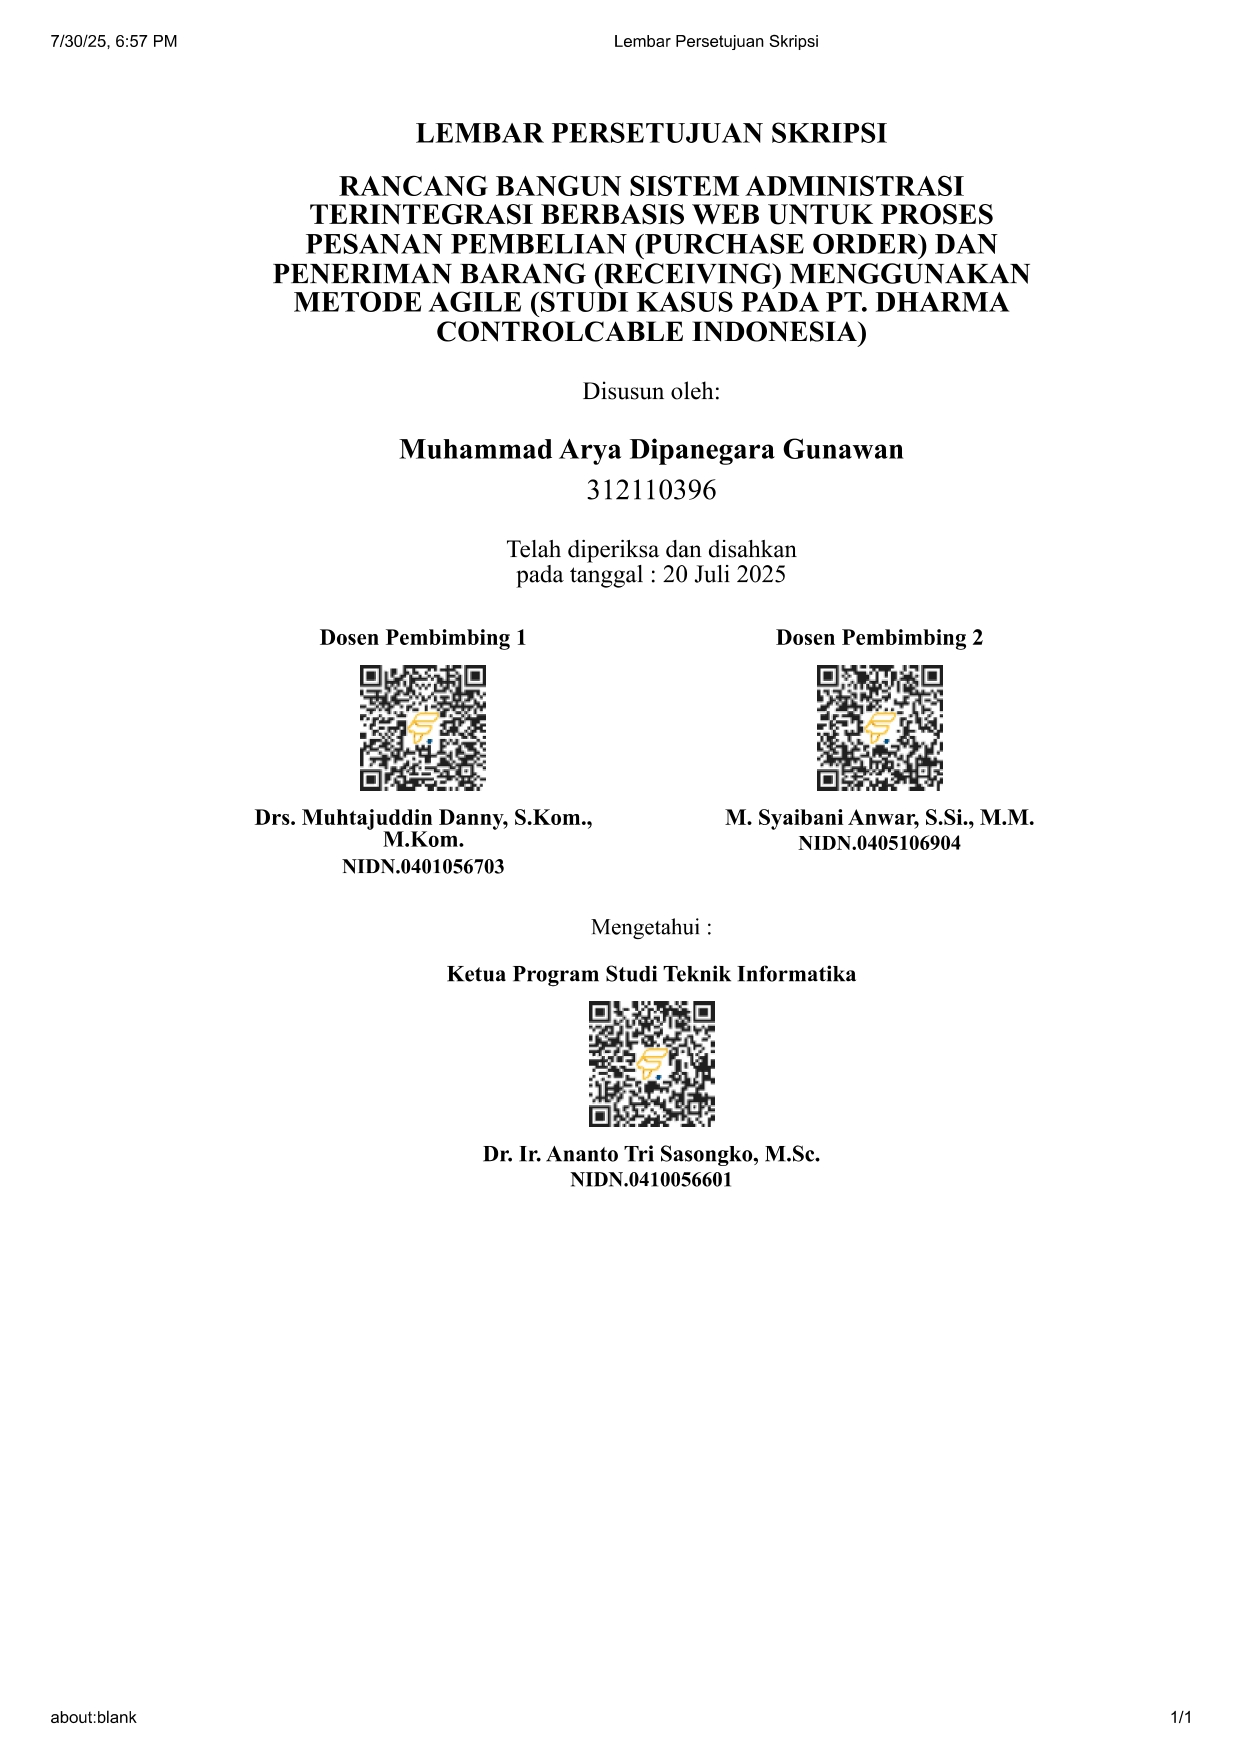 7/30/25, 6:57 PM
Lembar Persetujuan Skripsi
LEMBAR PERSETUJUAN SKRIPSI
RANCANG BANGUN SISTEM ADMINISTRASI
TERINTEGRASI BERBASIS WEB UNTUK PROSES
PESANAN PEMBELIAN (PURCHASE ORDER) DAN
PENERIMAN BARANG (RECEIVING) MENGGUNAKAN
METODE AGILE (STUDI KASUS PADA PT. DHARMA
CONTROLCABLE INDONESIA)
Disusun oleh:
Muhammad Arya Dipanegara Gunawan
312110396
Telah diperiksa dan disahkan
pada tanggal : 20 Juli 2025
Dosen Pembimbing 1
Drs. Muhtajuddin Danny, S.Kom.,
M.Kom.
NIDN.0401056703
Dosen Pembimbing 2
M. Syaibani Anwar, S.Si., M.M.
NIDN.0405106904
Mengetahui :
Ketua Program Studi Teknik Informatika
Dr. Ir. Ananto Tri Sasongko, M.Sc.
NIDN.0410056601
about:blank
1/1